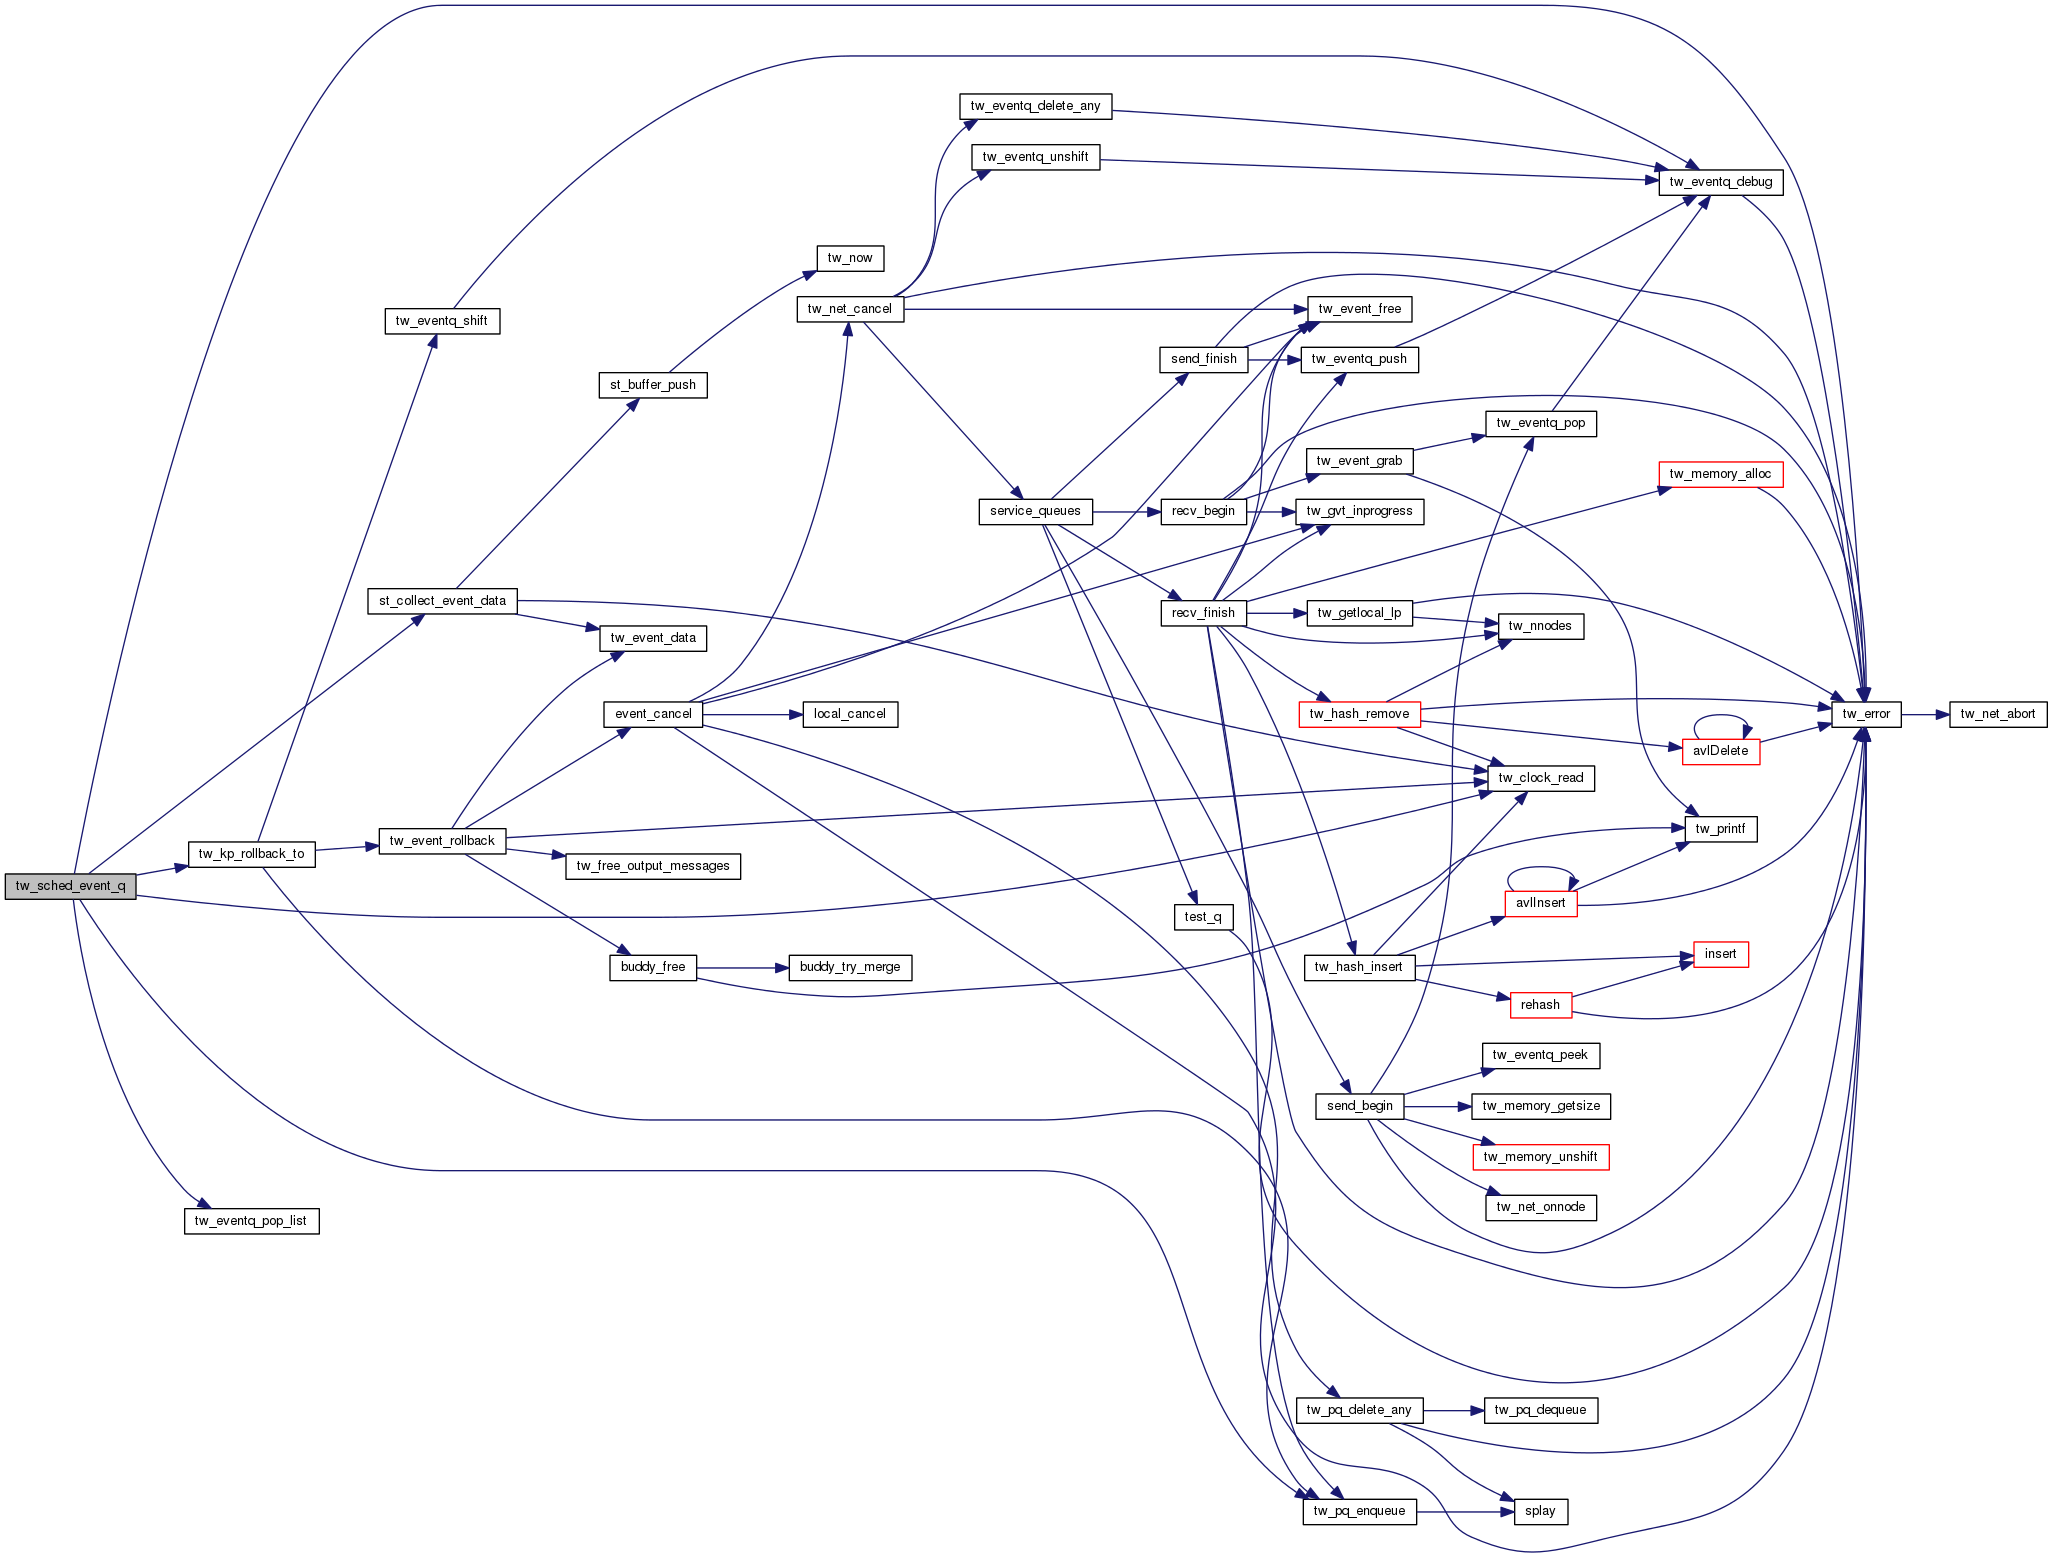 tw_eventq_delete_any
tw_eventq_unshift
tw_eventq_debug
tw_now
tw_net_cancel
tw_event_free
tw_eventq_shift
send_finish
tw_eventq_push
st_buffer_push
tw_eventq_pop
tw_event_grab
tw_memory_alloc
service_queues
recv_begin
tw_gvt_inprogress
st_collect_event_data
recv_finish
tw_getlocal_lp
tw_nnodes
tw_event_data
event_cancel
local_cancel
tw_hash_remove
tw_error
tw_net_abort
avlDelete
tw_clock_read
tw_printf
tw_event_rollback
tw_kp_rollback_to
tw_free_output_messages
tw_sched_event_q
avlInsert
test_q
insert
buddy_free
buddy_try_merge
tw_hash_insert
rehash
tw_eventq_peek
send_begin
tw_memory_getsize
tw_memory_unshift
tw_net_onnode
tw_eventq_pop_list
tw_pq_delete_any
tw_pq_dequeue
tw_pq_enqueue
splay